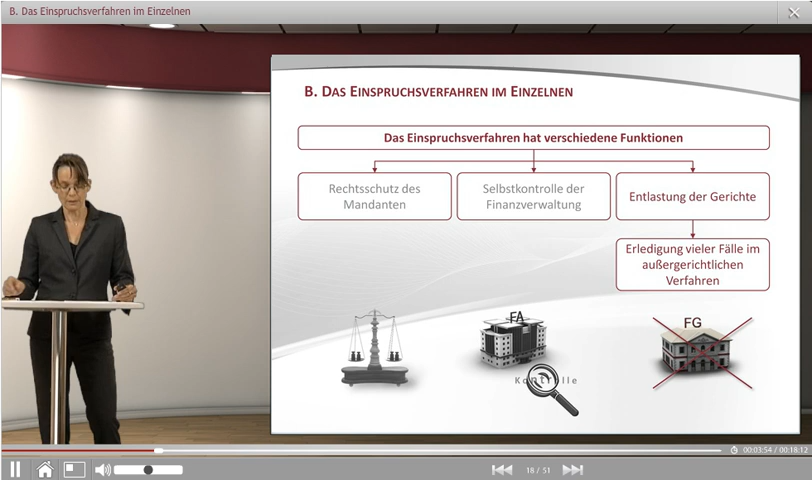 B. Das Einspruchsverfahren im Einzelnen
B. DAS EINSPRUCHSVERFAHREN IM EINZELNEN
Das Einspruchsverfahren hat verschiedene Funktionen
Rechtsschutz des
Mandanten
Selbstkontrolle der
Finanzverwaltung
Entlastung der Gerichte
Erledigung vieler Fälle im
außergerichtlichen
Verfahren
FA
Kontrolle
FG
00:03:54 / 00:18:12
18 / 51